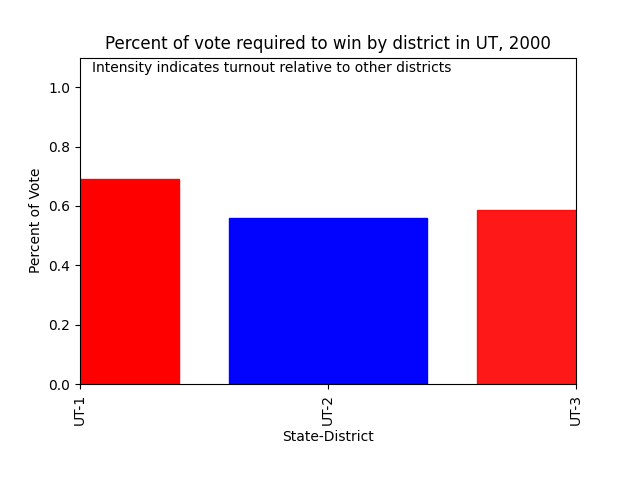 Percent of vote required to win by district in UT, 2000
Intensity indicates turnout relative to other districts
1.0
0.8
0.6
0.4
0.2
0.0
Percent of Vote
UT-1
UT-2
UT-3
State-District